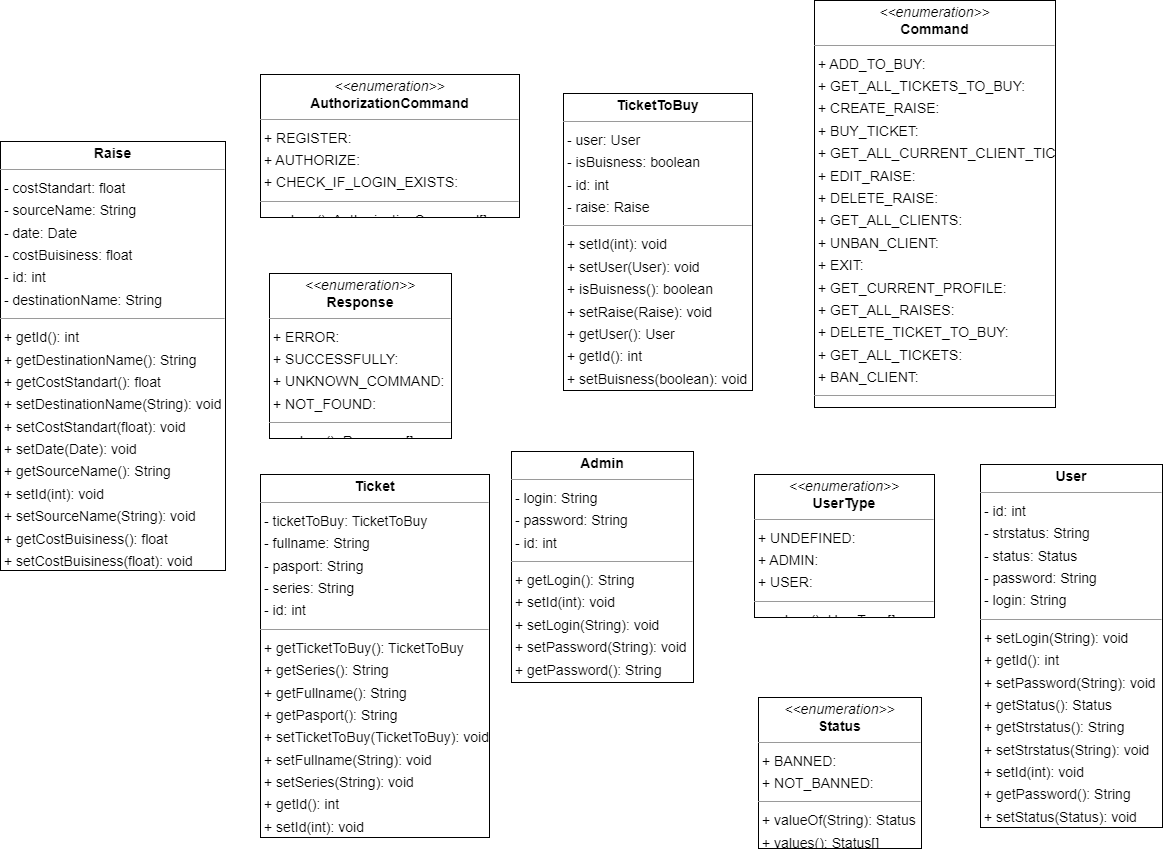 Raise
- costStandart: float
- sourceName: String
- date: Date
- costBuisiness: float
- id: int
- destinationName: String
+ getId(): int
+ getDestinationName(): String
+ getCostStandart(): float
+ setDestinationName(String): void
+ setCostStandart(float): void
+ setDate(Date): void
+ getSourceName(): String
+ setId(int): void
+ setSourceName(String): void
+ getCostBuisiness(): float
+ setCostBuisiness(float): void
<<enumeration>>
AuthorizationCommand
+ REGISTER:
+ AUTHORIZE:
+ CHECK_IF_LOGIN_EXISTS:
<<enumeration>>
Response
+ ERROR:
+ SUCCESSFULLY:
+ UNKNOWN_COMMAND:
+ NOT_FOUND:
Ticket
- ticketToBuy: TicketToBuy
- fullname: String
- pasport: String
- series: String
- id: int
+ getTicketToBuy(): TicketToBuy
+ getSeries(): String
+ getFullname(): String
+ getPasport(): String
+ setTicketToBuy(TicketToBuy): void
+ setFullname(String): void
+ setSeries(String): void
+ getId(): int
+ setId(int): void
TicketToBuy
- user: User
- isBuisness: boolean
- id: int
- raise: Raise
+ setId(int): void
+ setUser(User): void
+ isBuisness(): boolean
+ setRaise(Raise): void
+ getUser(): User
+ getId(): int
+ setBuisness(boolean): void
Admin
- login: String
- password: String
- id: int
+ getLogin(): String
+ setId(int): void
+ setLogin(String): void
+ setPassword(String): void
+ getPassword(): String
<<enumeration>>
Command
+ ADD_TO_BUY:
+ GET_ALL_TICKETS_TO_BUY:
+ CREATE_RAISE:
+ BUY_TICKET:
+ GET_ALL_CURRENT_CLIENT_TIC
+ EDIT_RAISE:
+ DELETE_RAISE:
+ GET_ALL_CLIENTS:
+ UNBAN_CLIENT:
+ EXIT:
+ GET_CURRENT_PROFILE:
+ GET_ALL_RAISES:
+ DELETE_TICKET_TO_BUY:
+ GET_ALL_TICKETS:
+ BAN_CLIENT:
<<enumeration>>
UserType
+ UNDEFINED:
+ ADMIN:
+ USER:
<<enumeration>>
Status
+ BANNED:
+ NOT_BANNED:
+ valueOf(String): Status
+ values(): Status[]
User
- id: int
- strstatus: String
- status: Status
- password: String
- login: String
+ setLogin(String): void
+ getId(): int
+ setPassword(String): void
+ getStatus(): Status
+ getStrstatus(): String
+ setStrstatus(String): void
+ setId(int): void
+ getPassword(): String
+ setStatus(Status): void